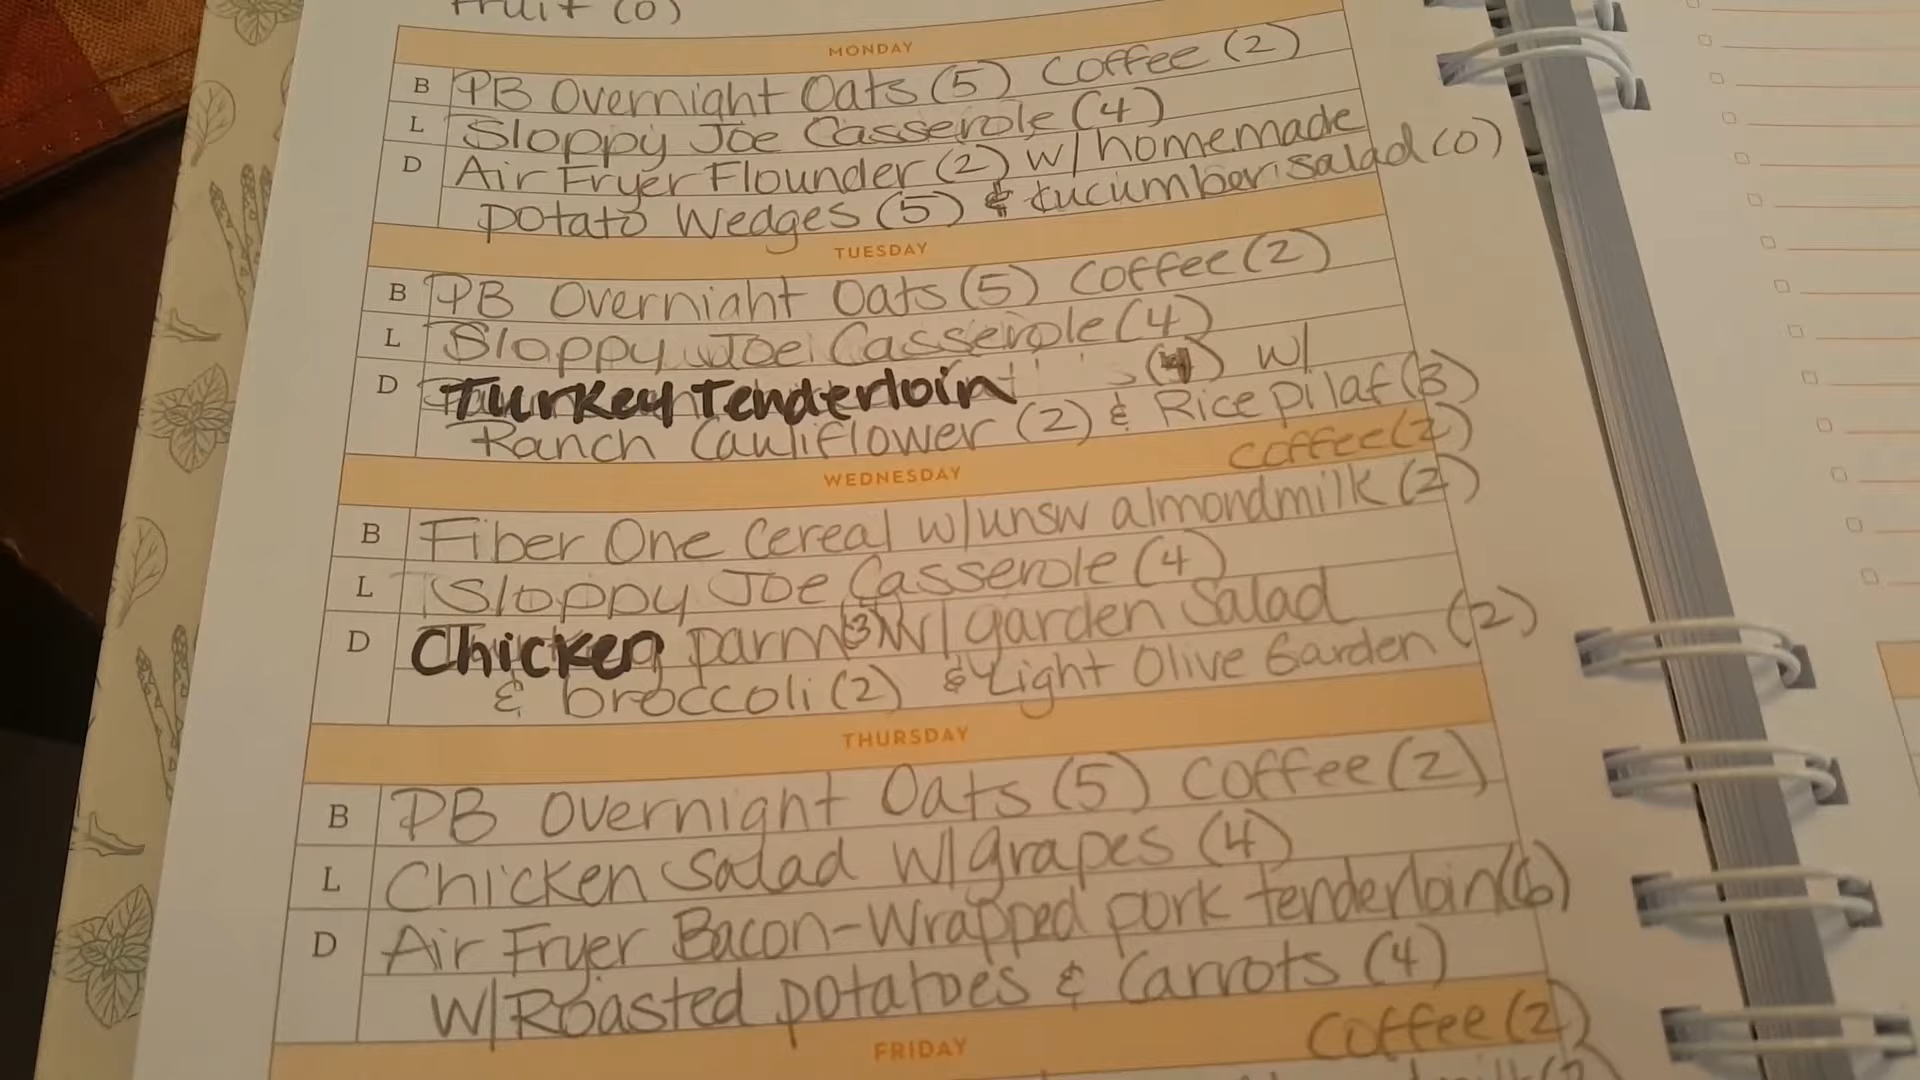 Fruit (0)
MONDAY
B PB Overnight Oats (5) Coffee (2)
L Sloppy Joe Casserole (4)
D Air Fryer Flounder (2) w/ homemade
potato Wedges (5) & cucumber salad (0)
TUESDAY
B PB Overnight Oats (5) Coffee (2)
L Sloppy Joe Casserole (4)
D Turkey Tenderloin (4) w/
Ranch Cauliflower (2) & Rice pilaf (3)
coffee (2)
WEDNESDAY
B Fiber One Cereal w/unsw almondmilk (2)
L Sloppy Joe Casserole (4)
D Chicken parm (3) w/ garden Salad
& broccoli (2) & Light Olive Garden (2)
THURSDAY
B PB Overnight Oats (5) Coffee (2)
L Chicken Salad w/grapes (4)
D Air Fryer Bacon-Wrapped pork tenderloin (6)
w/Roasted potatoes & Carrots (4)
Coffee (2)
FRIDAY